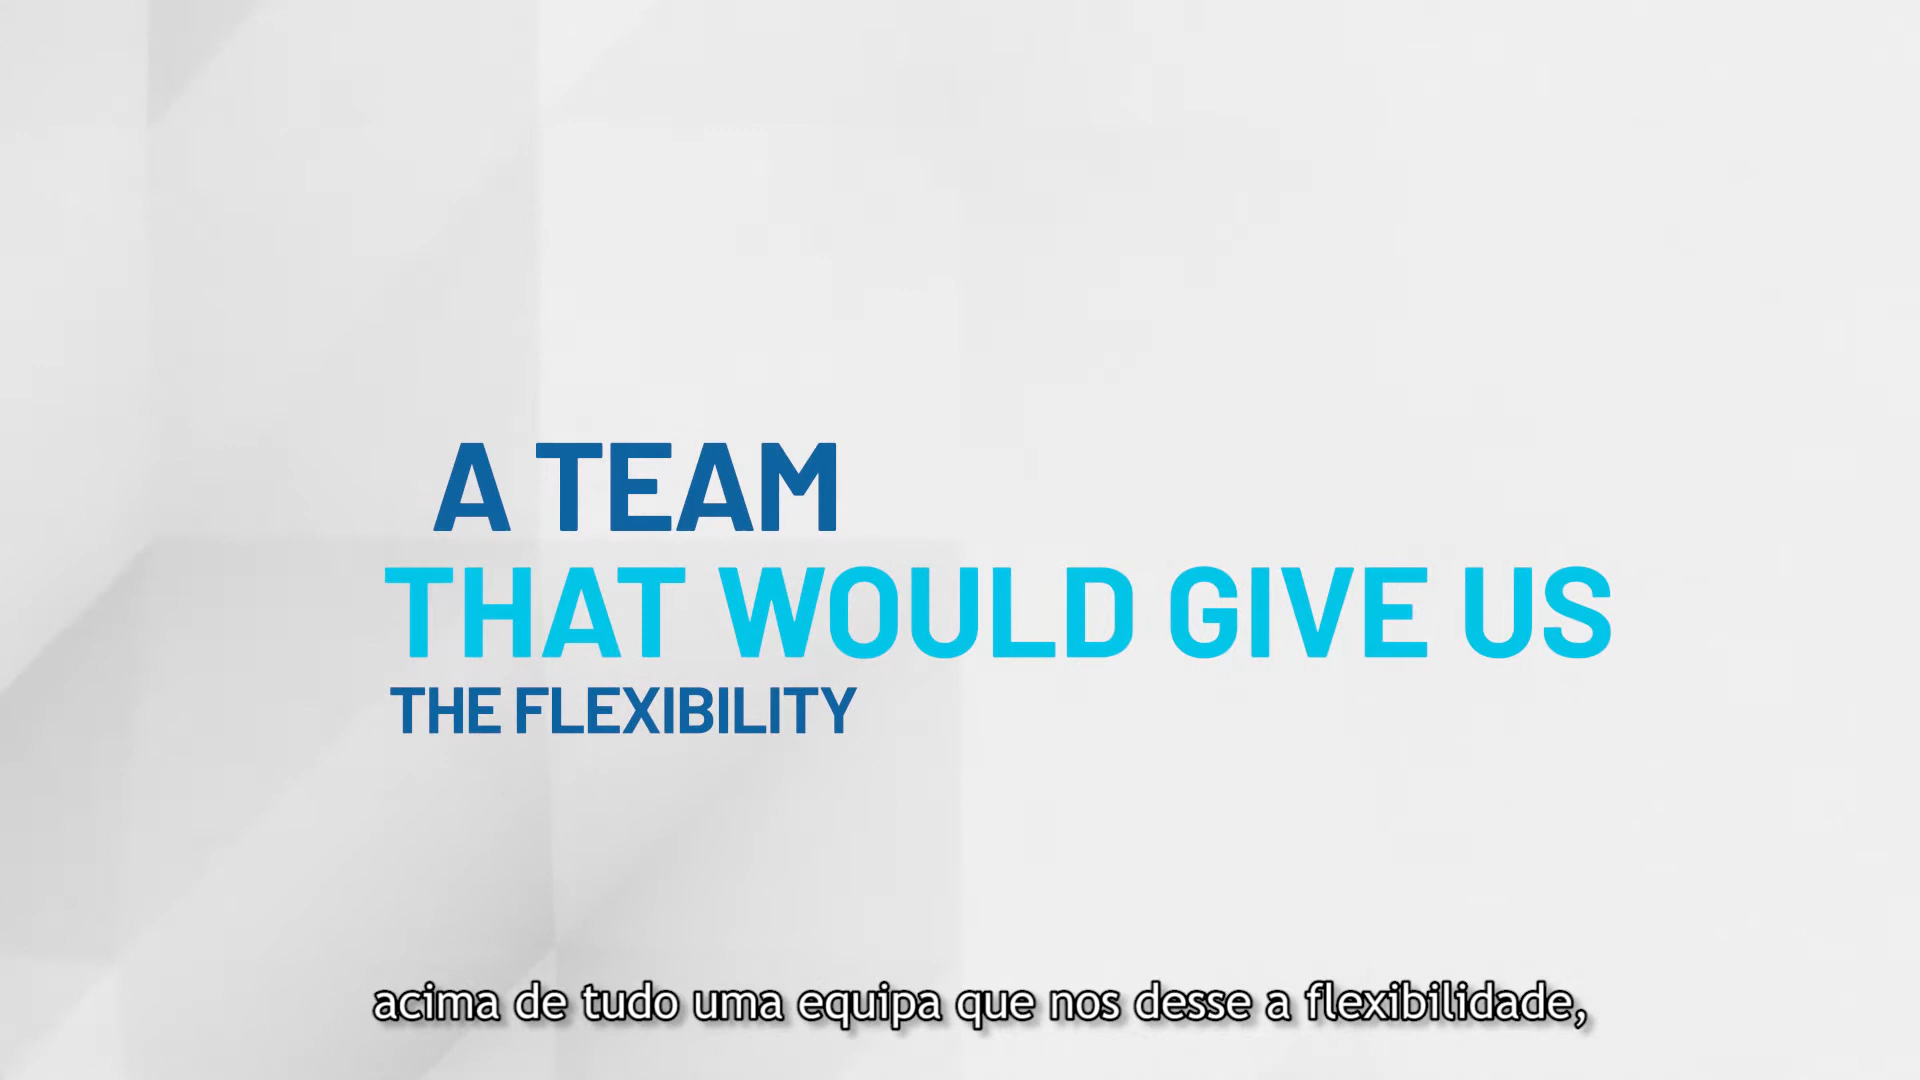 A TEAM
THAT WOULD GIVE US
THE FLEXIBILITY
acima de tudo uma equipa que nos desse a flexibilidade,